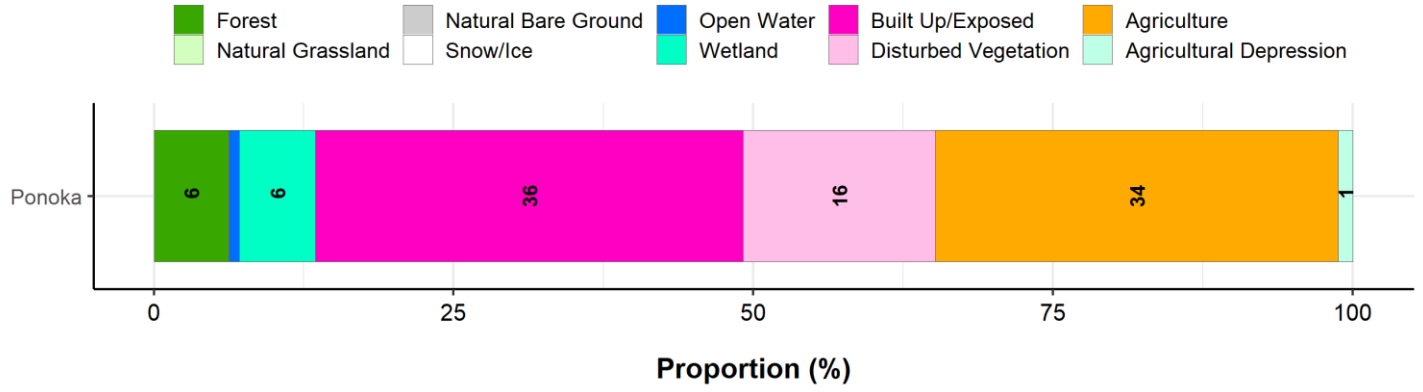 Forest Natural Bare Ground Open Water Built Up/Exposed Agriculture
Natural Grassland Snow/Ice Wetland Disturbed Vegetation Agricultural Depression
Ponoka 6 6 36 16 34 1
0 25 50 75 100
Proportion (%)